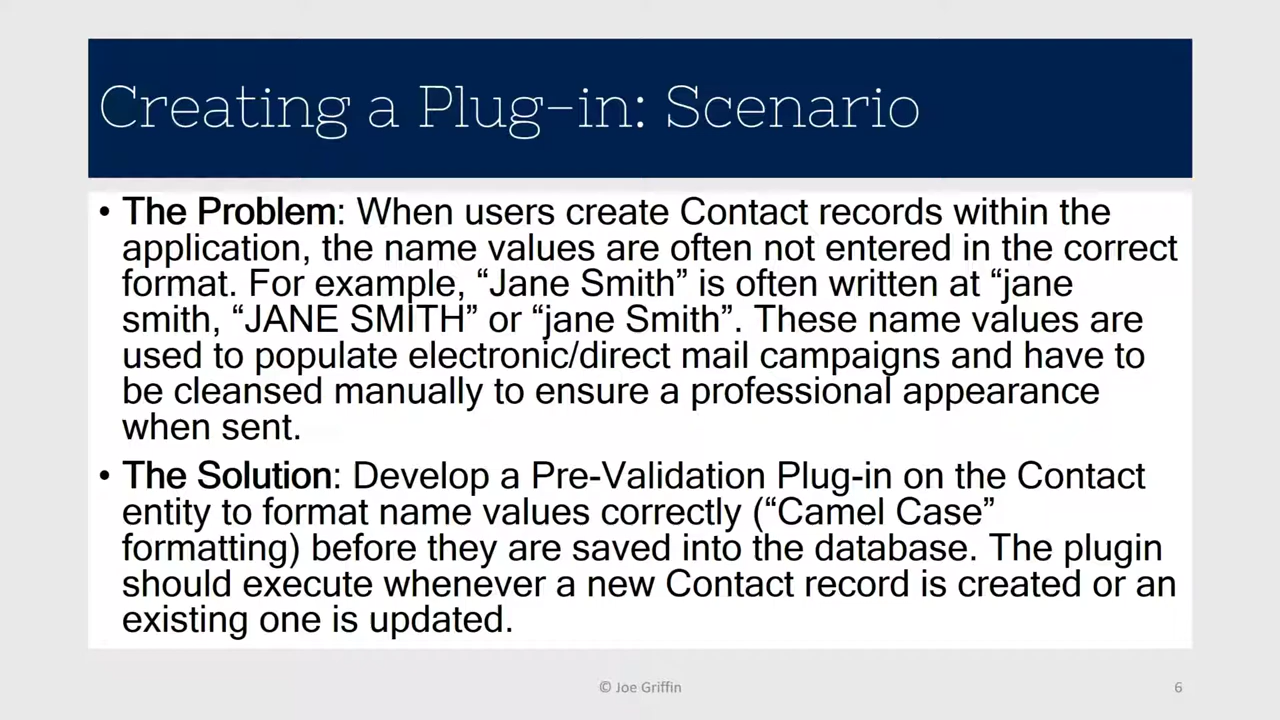 Creating a Plug-in: Scenario
• The Problem: When users create Contact records within the
application, the name values are often not entered in the correct
format. For example, “Jane Smith” is often written at “jane
smith, “JANE SMITH” or “jane Smith”. These name values are
used to populate electronic/direct mail campaigns and have to
be cleansed manually to ensure a professional appearance
when sent.
• The Solution: Develop a Pre-Validation Plug-in on the Contact
entity to format name values correctly (“Camel Case”
formatting) before they are saved into the database. The plugin
should execute whenever a new Contact record is created or an
existing one is updated.
© Joe Griffin
6